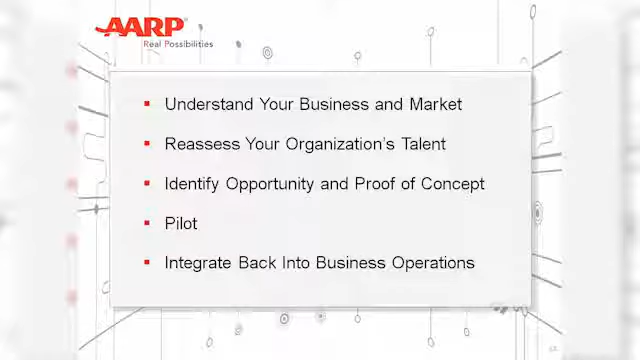 AARP
Real Possibilities
Understand Your Business and Market
Reassess Your Organization's Talent
Identify Opportunity and Proof of Concept
Pilot
Integrate Back Into Business Operations